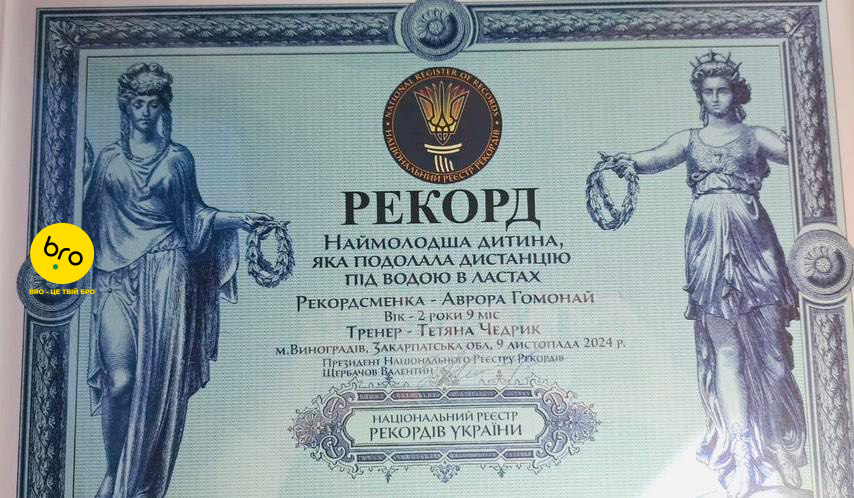 NATIONAL REGISTER OF RECORDS
НАЦІОНАЛЬНИЙ РЕЄСТР РЕКОРДІВ
РЕКОРД
Наймолодша дитина,
яка подолала дистанцію
під водою в ластах
Рекордсменка - Аврора Гомонай
Вік - 2 роки 9 міс
Тренер - Тетяна Чедрик
м.Виноградів, Закарпатська обл, 9 листопада 2024 р.
Президент Національного Реєстру Рекордів
Щербачов Валентин
НАЦІОНАЛЬНИЙ РЕЄСТР
РЕКОРДІВ УКРАЇНИ
bro
BRO - ЦЕ ТВІЙ БРО